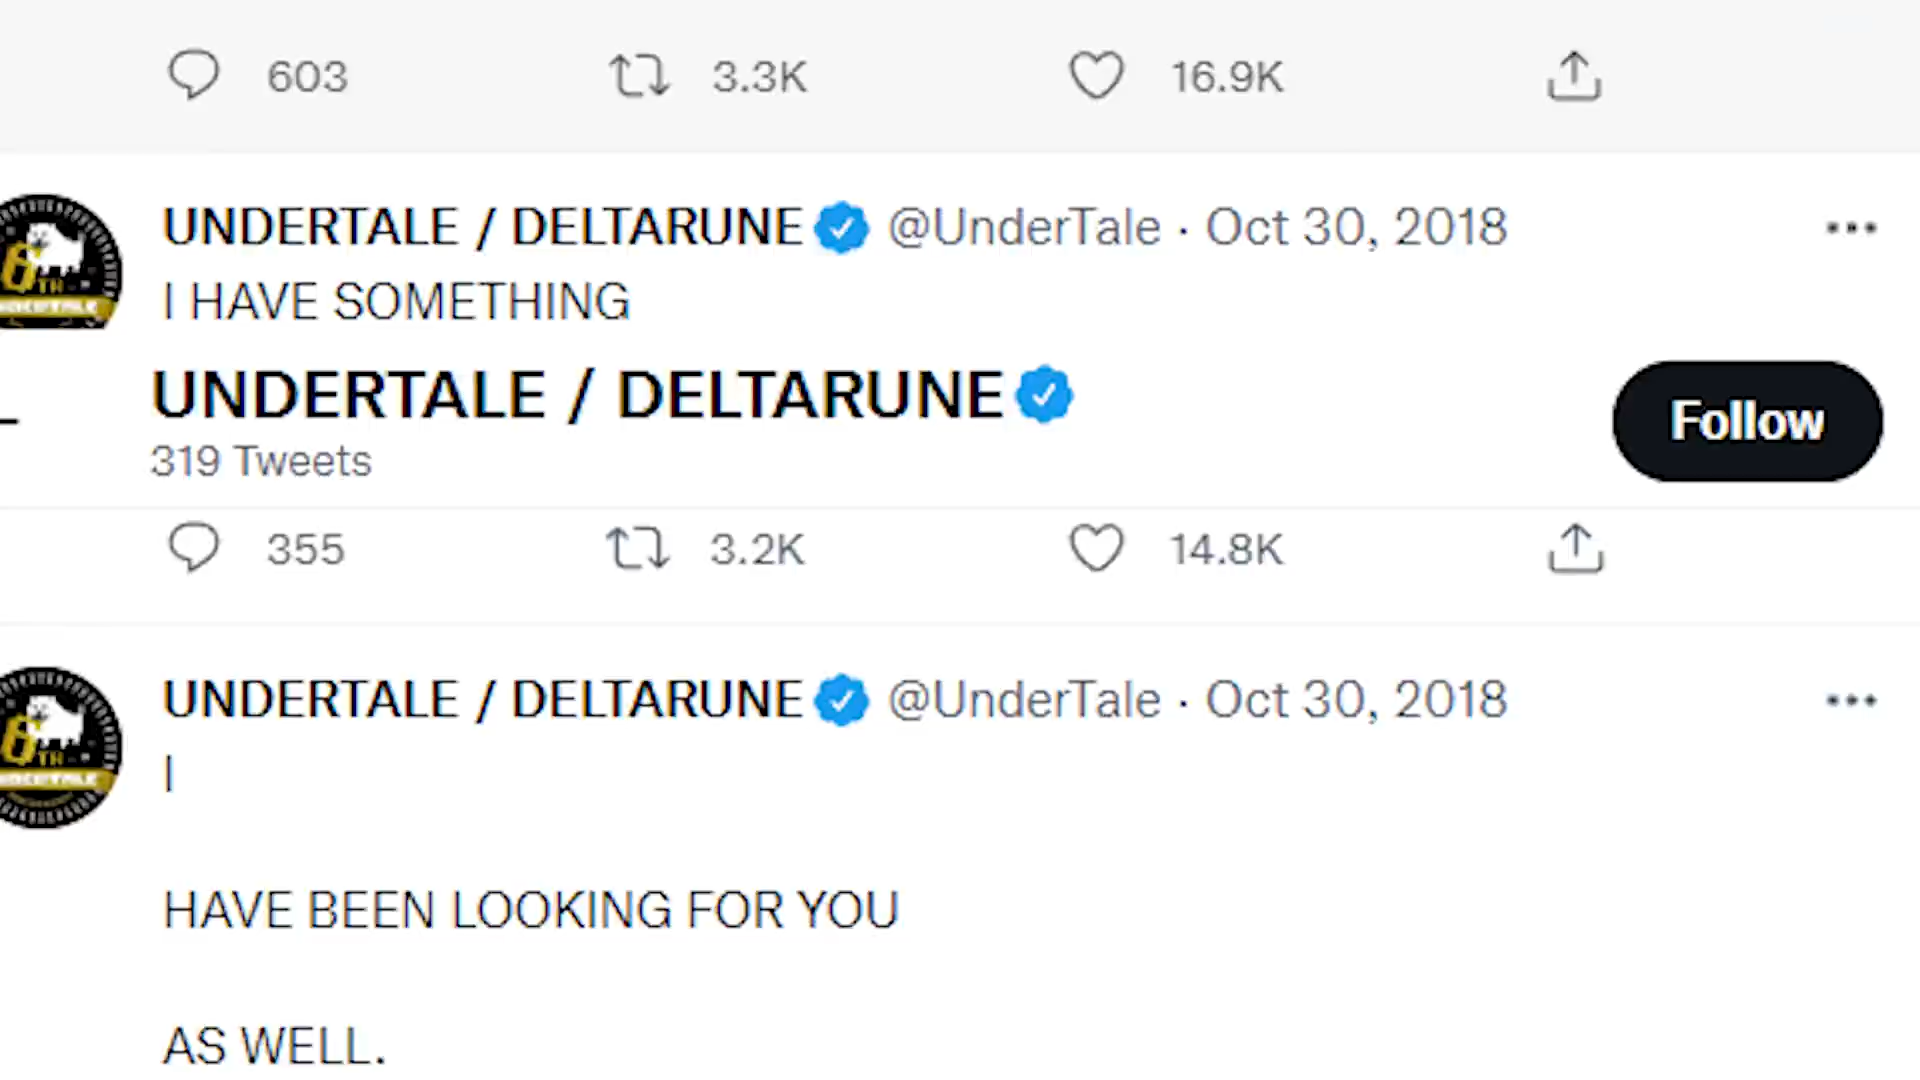 603 3.3K 16.9K
UNDERTALE / DELTARUNE @UnderTale · Oct 30, 2018
I HAVE SOMETHING
UNDERTALE / DELTARUNE
319 Tweets
Follow
355 3.2K 14.8K
UNDERTALE / DELTARUNE @UnderTale · Oct 30, 2018
I
HAVE BEEN LOOKING FOR YOU
AS WELL.